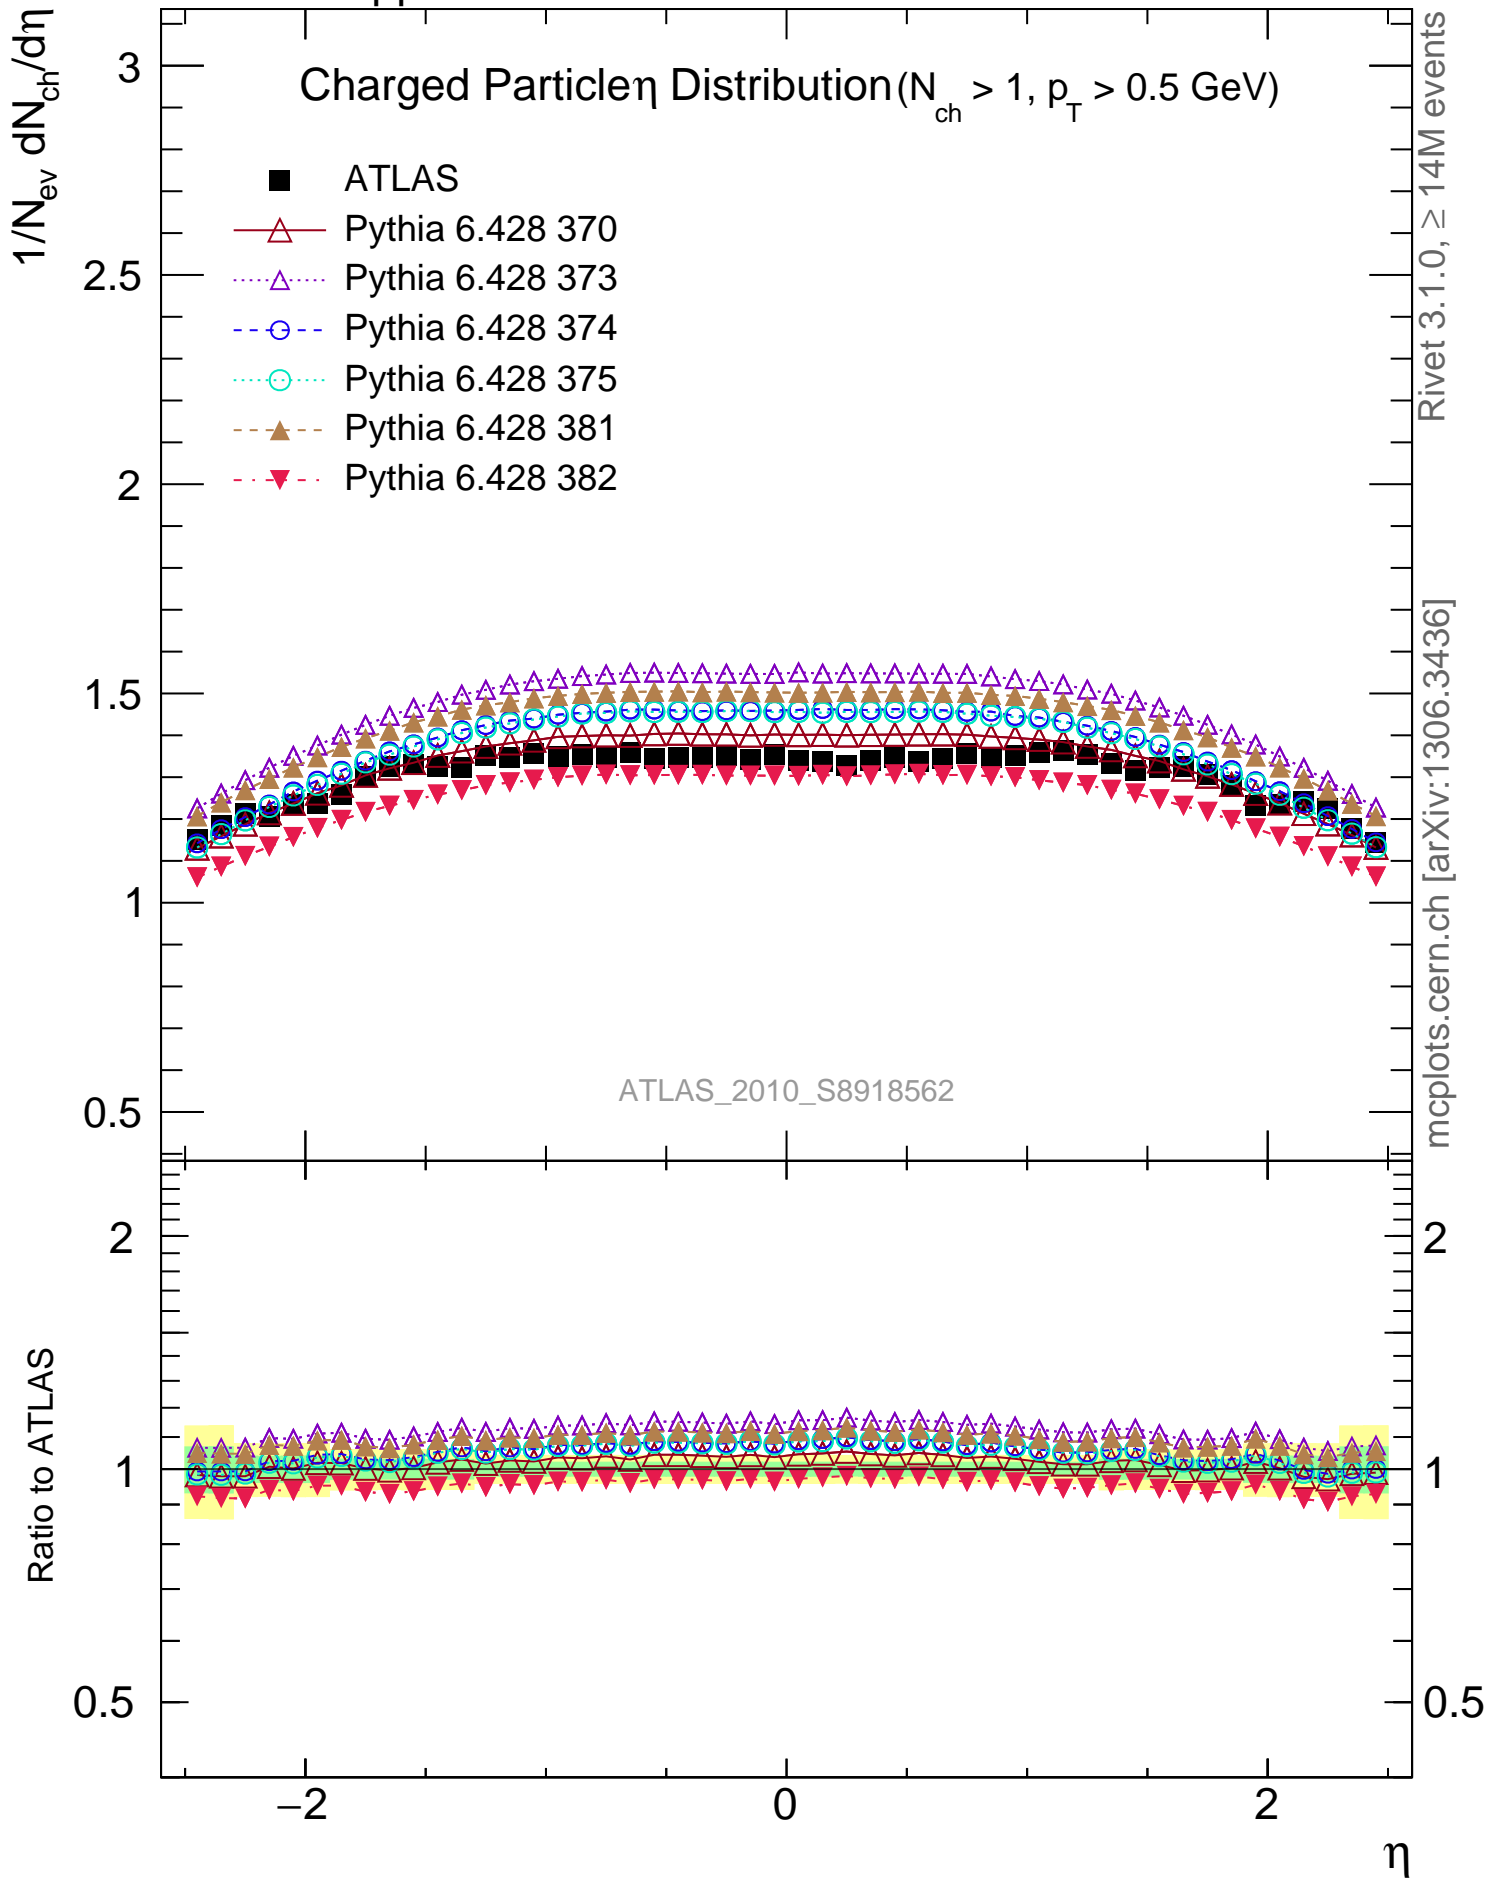 1/N_ev dN_ch/dη
Charged Particleη Distribution(N_ch > 1, p_T > 0.5 GeV)
ATLAS
Pythia 6.428 370
Pythia 6.428 373
Pythia 6.428 374
Pythia 6.428 375
Pythia 6.428 381
Pythia 6.428 382
3
2.5
2
1.5
1
0.5
ATLAS_2010_S8918562
Rivet 3.1.0, ≥ 14M events
mcplots.cern.ch [arXiv:1306.3436]
Ratio to ATLAS
2
1
0.5
2
1
0.5
−2
0
2
η